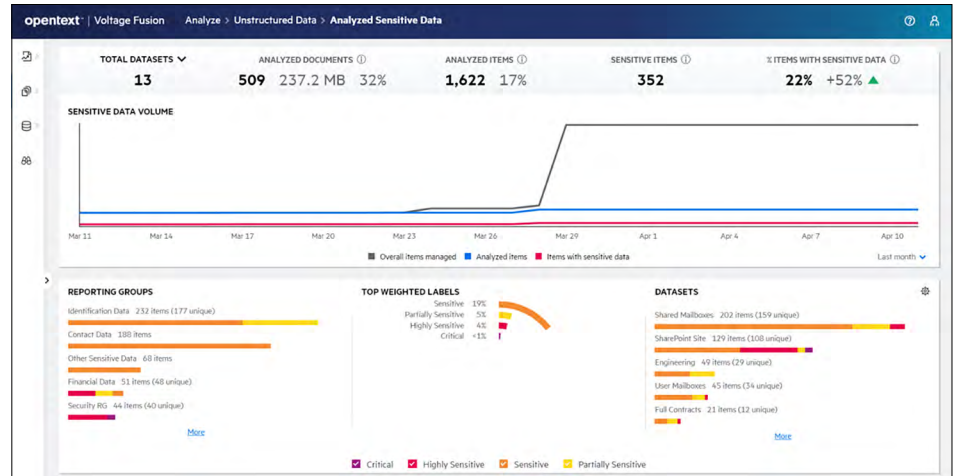 opentext™ | Voltage Fusion Analyze > Unstructured Data > Analyzed Sensitive Data
TOTAL DATASETS ANALYZED DOCUMENTS ANALYZED ITEMS SENSITIVE ITEMS % ITEMS WITH SENSITIVE DATA
13 509 237.2 MB 32% 1,622 17% 352 22% +52%
SENSITIVE DATA VOLUME
Mar 11 Mar 14 Mar 17 Mar 20 Mar 23 Mar 26 Mar 29 Apr 1 Apr 4 Apr 7 Apr 10
Overall items managed Analyzed items Items with sensitive data Last month
REPORTING GROUPS
Identification Data 232 items (177 unique)
Contact Data 188 items
Other Sensitive Data 68 items
Financial Data 51 items (48 unique)
Security RG 44 items (40 unique)
More
TOP WEIGHTED LABELS
Sensitive 19%
Partially Sensitive 5%
Highly Sensitive 4%
Critical <1%
DATASETS
Shared Mailboxes 202 items (159 unique)
SharePoint Site 129 items (108 unique)
Engineering 49 items (29 unique)
User Mailboxes 45 items (34 unique)
Full Contracts 21 items (12 unique)
More
Critical Highly Sensitive Sensitive Partially Sensitive